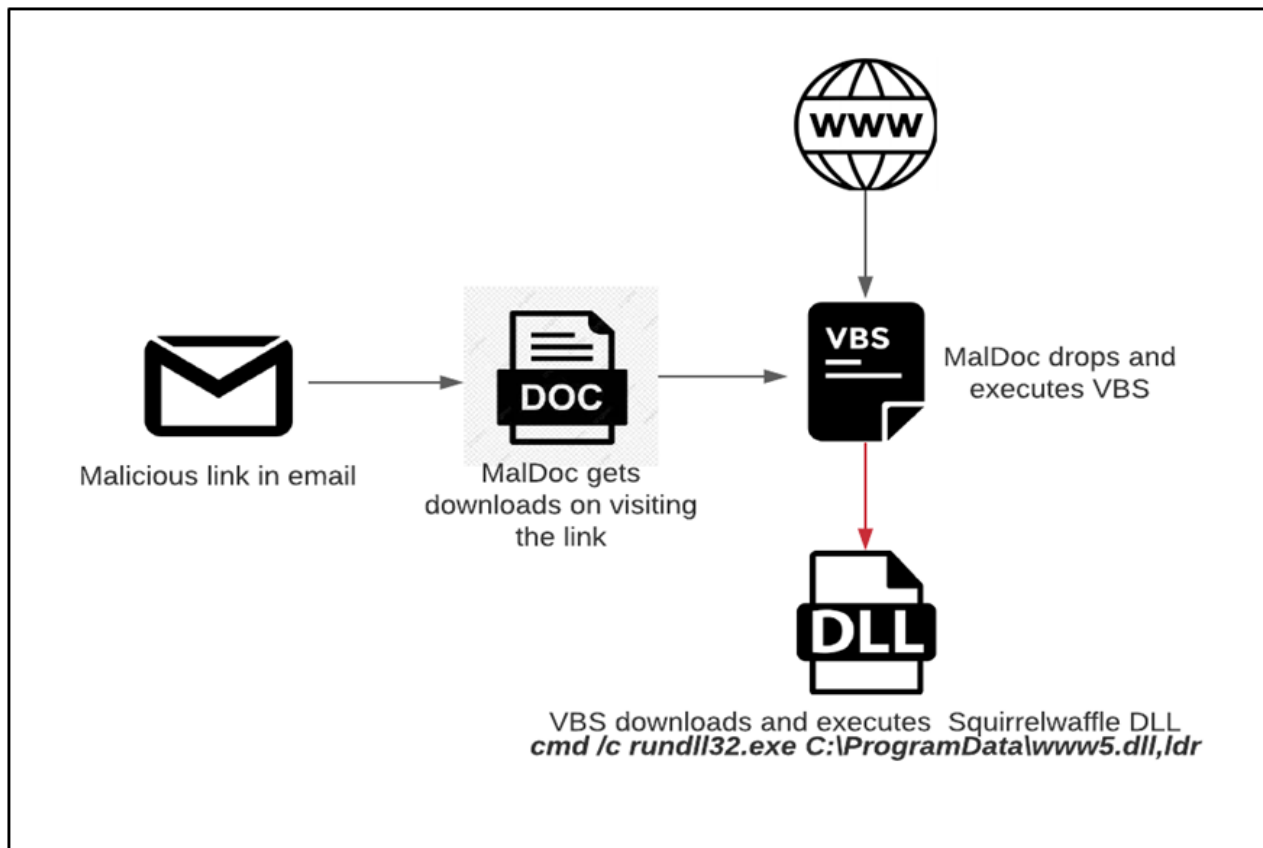 WWW
VBS
MalDoc drops and
executes VBS
DOC
Malicious link in email
MalDoc gets
downloads on visiting
the link
DLL
VBS downloads and executes  Squirrelwaffle DLL
cmd /c rundll32.exe C:\ProgramData\www5.dll,ldr